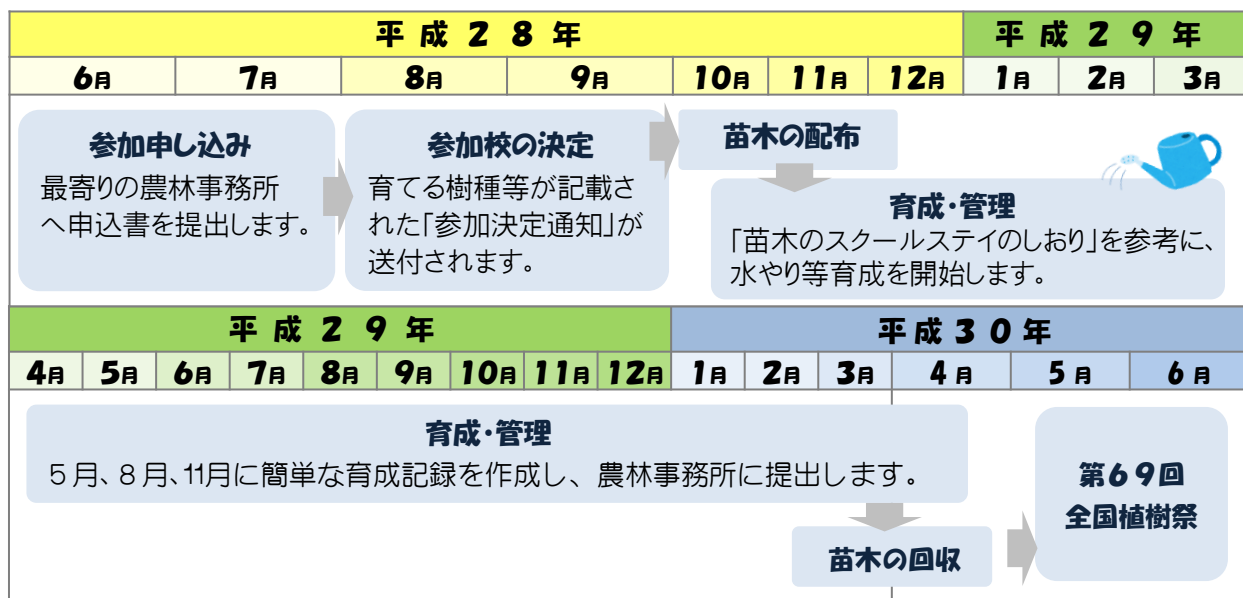 平成28年 平成29年
6月 7月 8月 9月 10月 11月 12月 1月 2月 3月
参加申し込み
最寄りの農林事務所
へ申込書を提出します。
参加校の決定
育てる樹種等が記載さ
れた「参加決定通知」が
送付されます。
苗木の配布
育成・管理
「苗木のスクールステイのしおり」を参考に、
水やり等育成を開始します。
平成29年 平成30年
4月 5月 6月 7月 8月 9月 10月 11月 12月 1月 2月 3月 4月 5月 6月
育成・管理
5月、8月、11月に簡単な育成記録を作成し、農林事務所に提出します。
苗木の回収
第69回
全国植樹祭